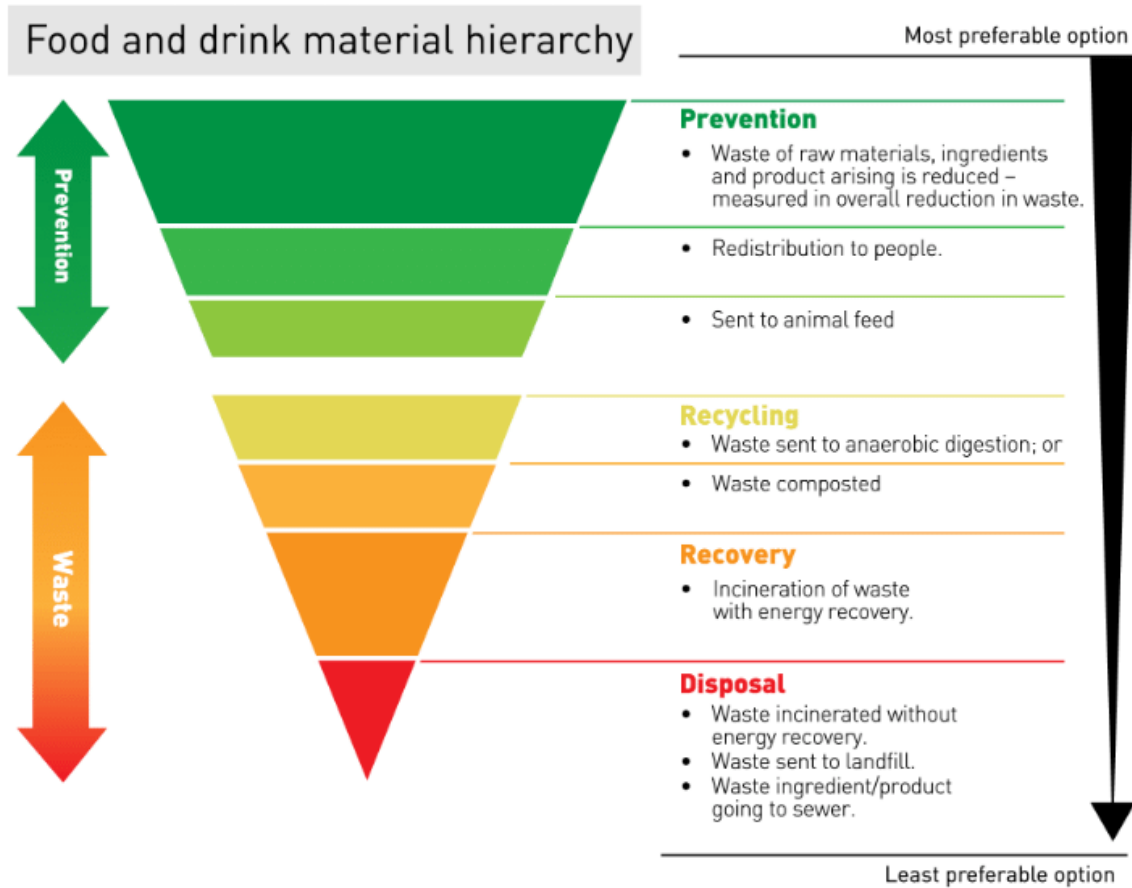 Food and drink material hierarchy
Most preferable option
Prevention
Prevention
• Waste of raw materials, ingredients
and product arising is reduced –
measured in overall reduction in waste.
• Redistribution to people.
• Sent to animal feed
Waste
Recycling
• Waste sent to anaerobic digestion; or
• Waste composted
Recovery
• Incineration of waste
with energy recovery.
Disposal
• Waste incinerated without
energy recovery.
• Waste sent to landfill.
• Waste ingredient/product
going to sewer.
Least preferable option